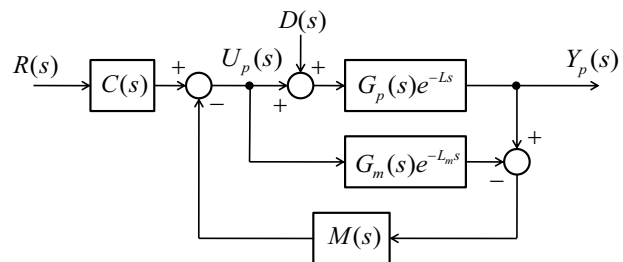 D(s)
R(s)
C(s)
+
−
U_p(s)
+
+
G_p(s)e^{-Ls}
Y_p(s)
G_m(s)e^{-L_m s}
+
−
M(s)